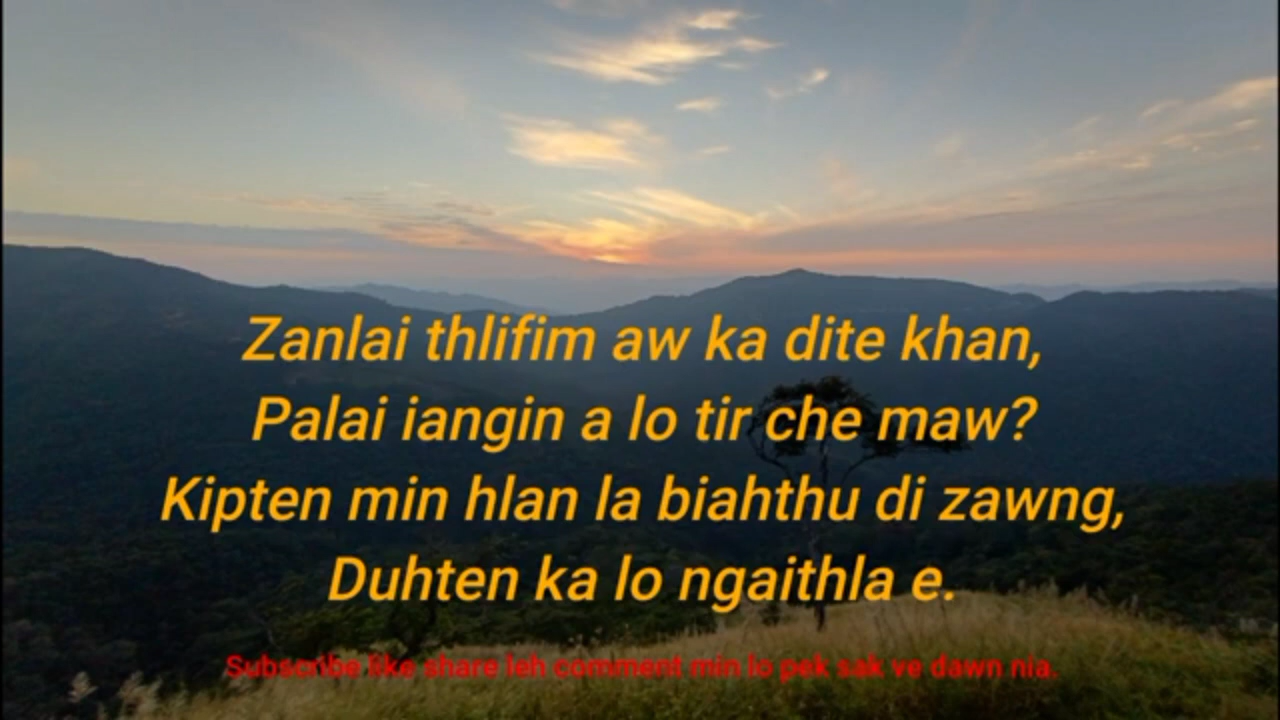 Zanlai thlifim aw ka dite khan,
Palai iangin a lo tir che maw?
Kipten min hlan la biahthu di zawng,
Duhten ka lo ngaithla e.
Subscribe like share leh comment min lo pek sak ve dawn nia.